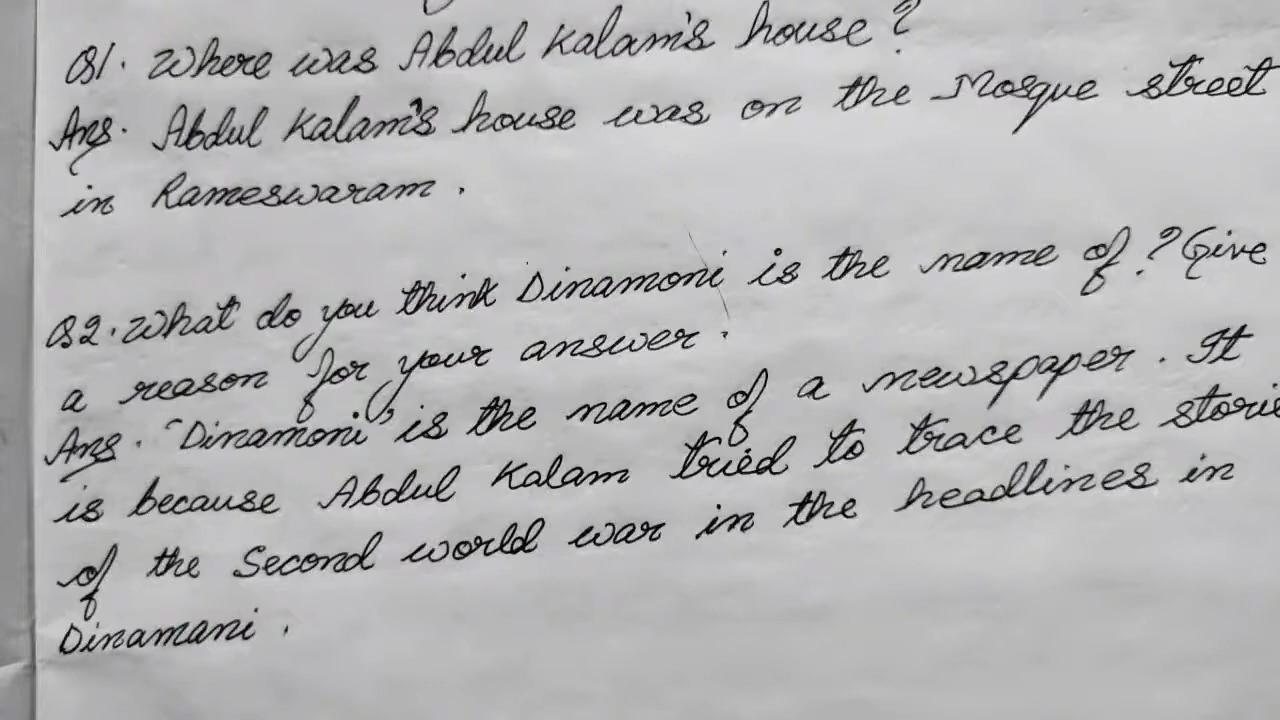 Q1. Where was Abdul Kalam's house?
Ans. Abdul Kalam's house was on the Mosque street
in Rameswaram.
Q2. What do you think Dinamoni is the name of? Give
a reason for your answer.
Ans. "Dinamoni" is the name of a newspaper. It
is because Abdul Kalam tried to trace the storie
of the Second world war in the headlines in
Dinamani.